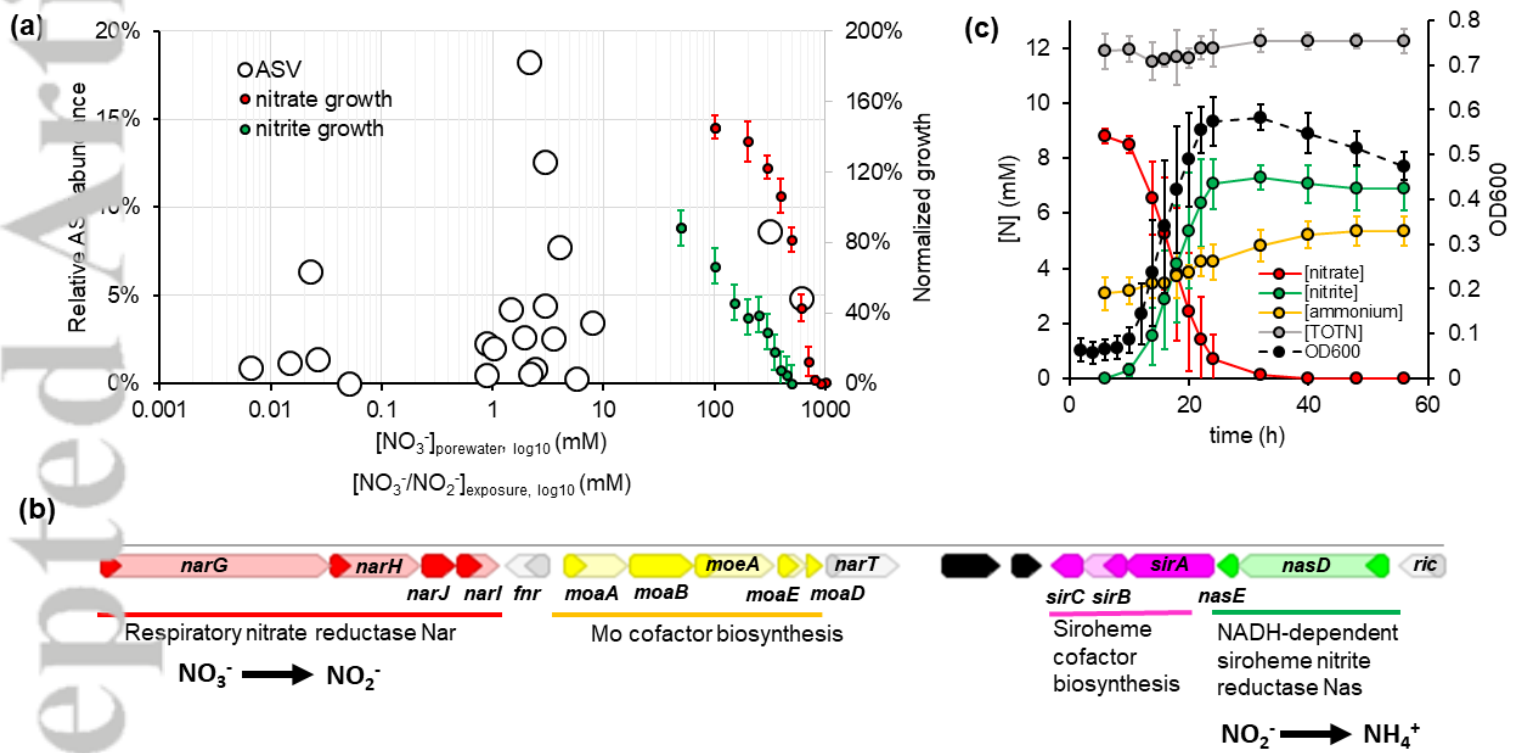 (a)
20%
15%
10%
5%
0%
Relative AS abundance
ASV
nitrate growth
nitrite growth
200%
160%
120%
80%
40%
0%
Normalized growth
0.001
0.01
0.1
1
10
100
1000
[NO3-]porewater, log10 (mM)
[NO3-/NO2-]exposure, log10 (mM)
(c)
12
10
8
6
4
2
0
[N] (mM)
0.8
0.7
0.6
0.5
0.4
0.3
0.2
0.1
0
OD600
[nitrate]
[nitrite]
[ammonium]
[TOTN]
OD600
0
20
40
60
time (h)
(b)
narG
narH
narJ
narI
fnr
moaA
moaB
moeA
moaE
moaD
narT
sirC
sirB
sirA
nasE
nasD
ric
Respiratory nitrate reductase Nar
NO3- NO2-
Mo cofactor biosynthesis
Siroheme
cofactor
biosynthesis
NADH-dependent
siroheme nitrite
reductase Nas
NO2- NH4+
epted Arti